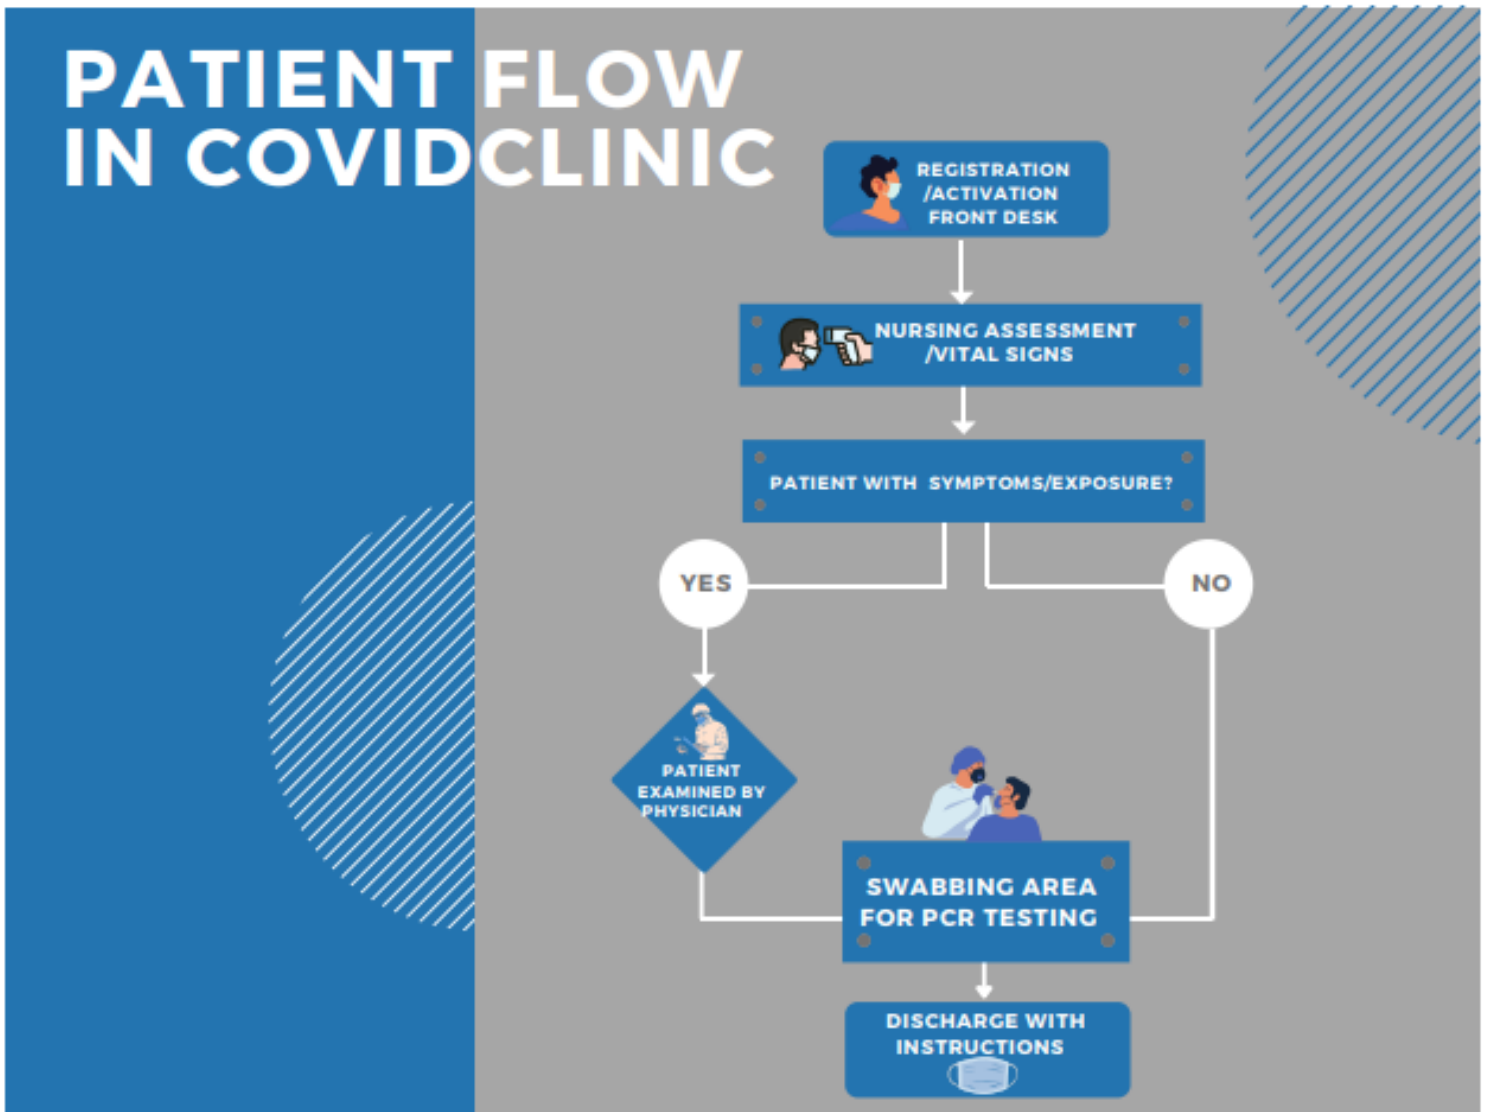 PATIENT FLOW
IN COVIDCLINIC
REGISTRATION
/ACTIVATION
FRONT DESK
NURSING ASSESSMENT
/VITAL SIGNS
PATIENT WITH SYMPTOMS/EXPOSURE?
YES
NO
PATIENT
EXAMINED BY
PHYSICIAN
SWABBING AREA
FOR PCR TESTING
DISCHARGE WITH
INSTRUCTIONS